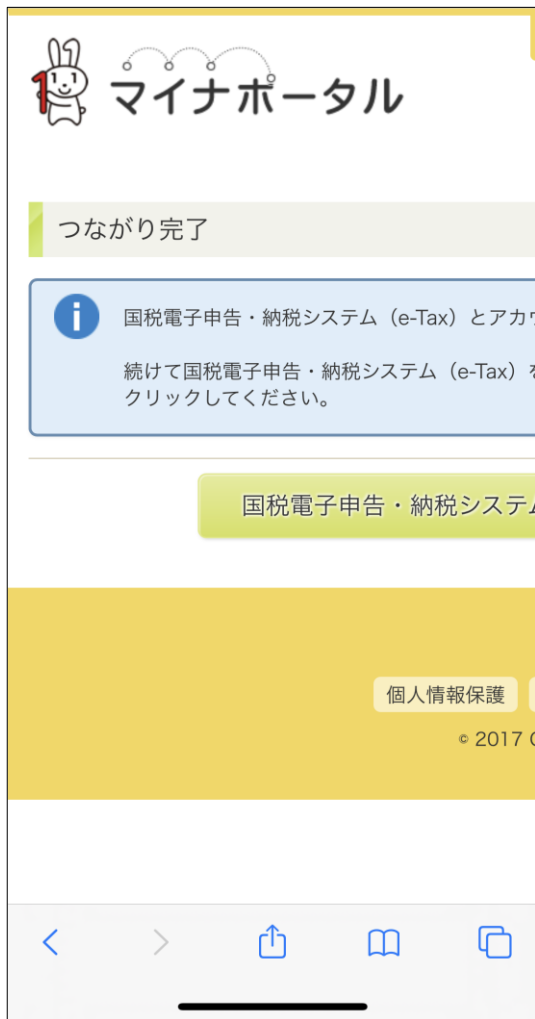 マイナポータル
つながり完了
国税電子申告・納税システム（e-Tax）とアカ
続けて国税電子申告・納税システム（e-Tax）
クリックしてください。
国税電子申告・納税システ
個人情報保護
© 2017